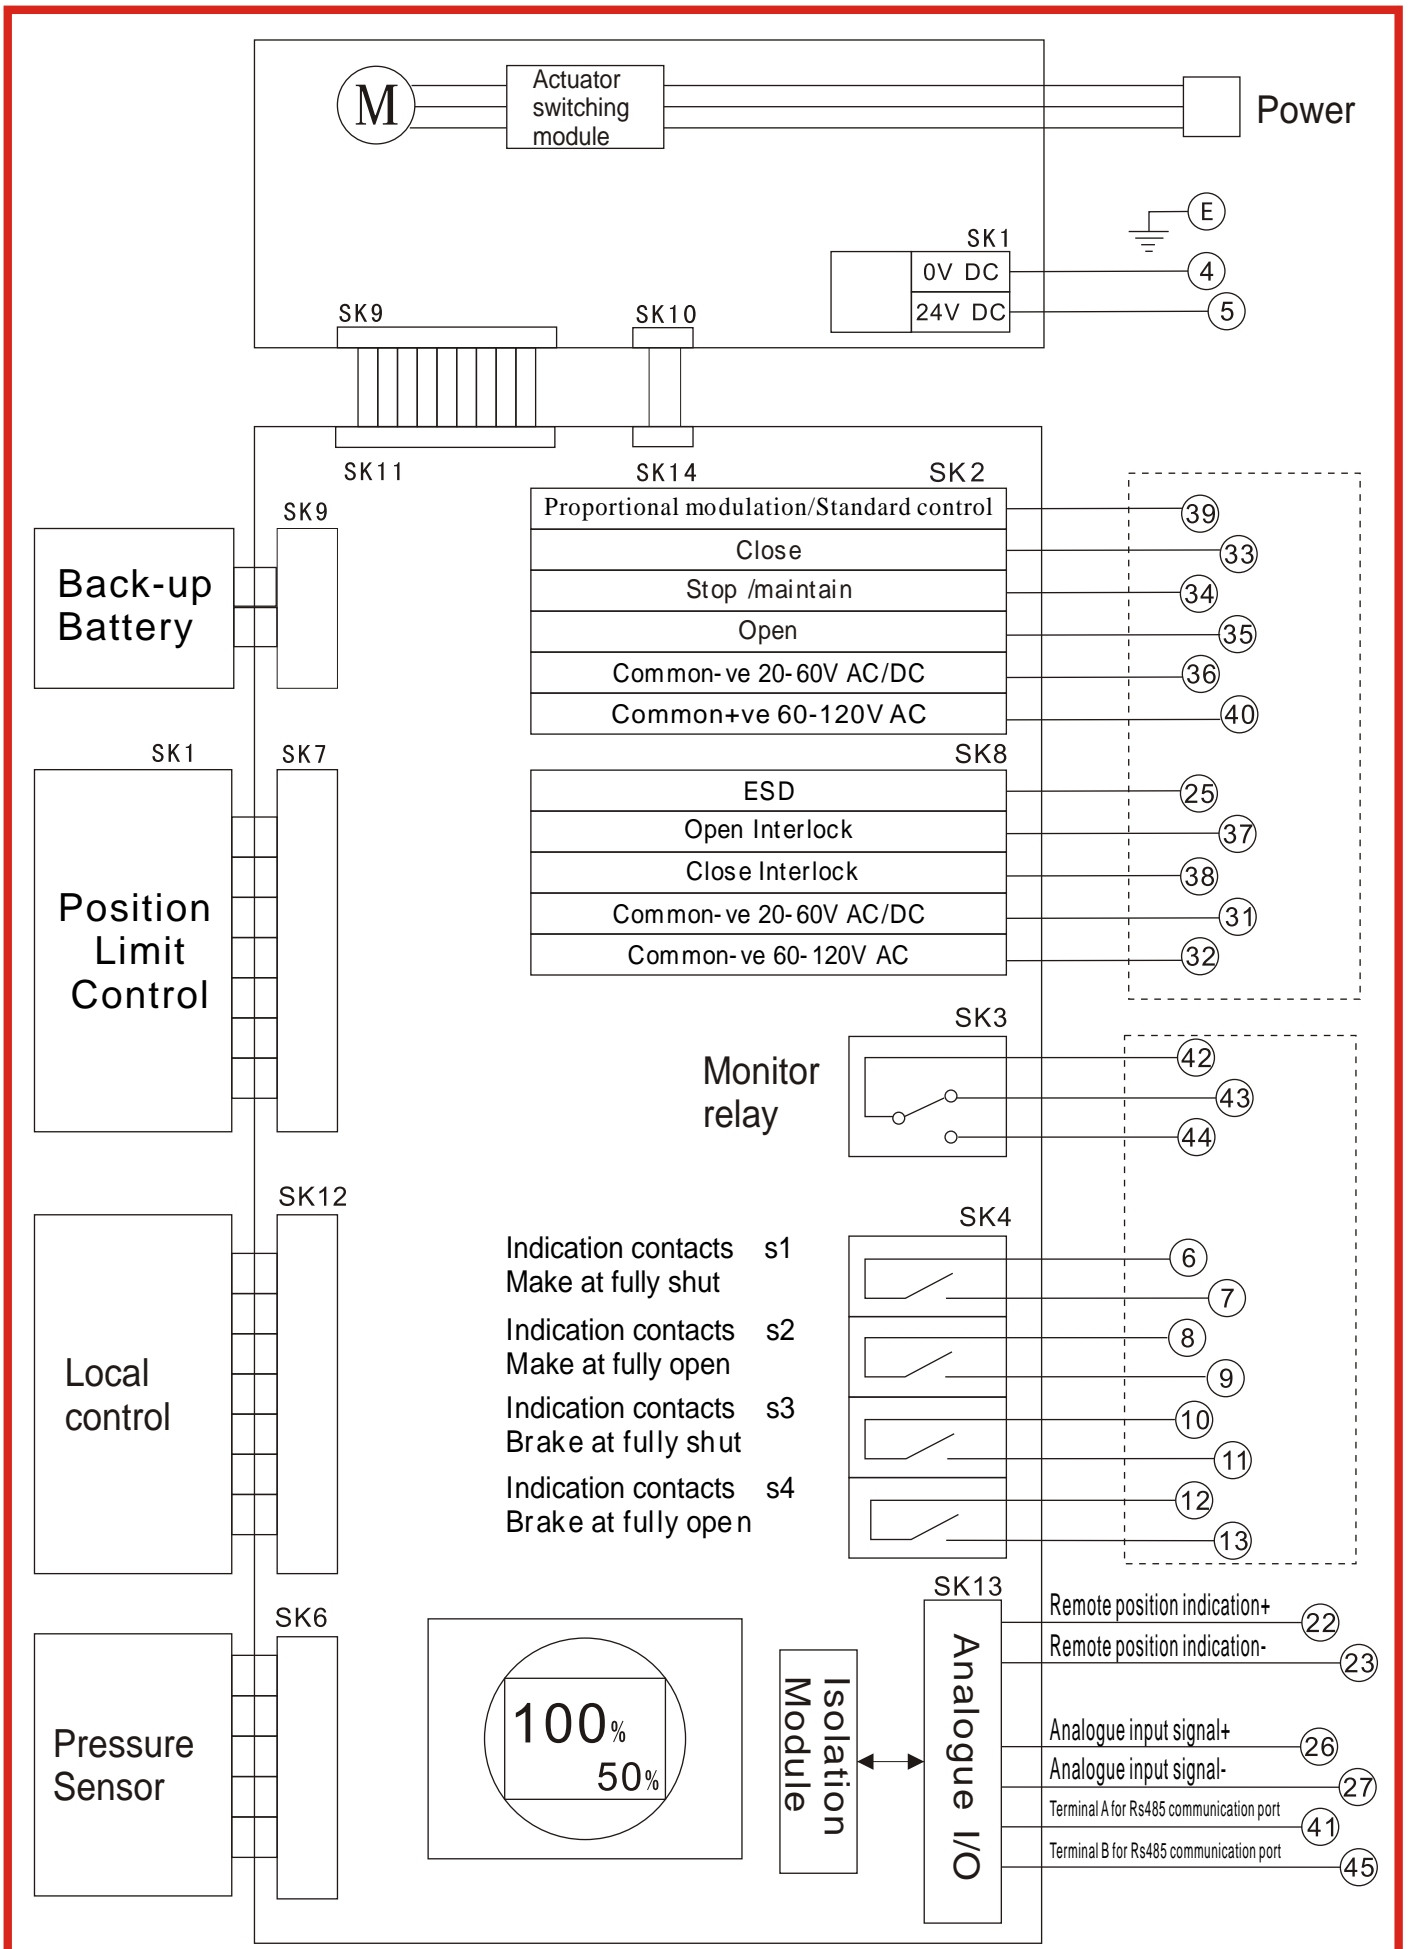 M
Actuator
switching
module
Power
E
SK1
0V DC
4
24V DC
5
SK9
SK10
SK11
SK14
SK2
Proportional modulation/Standard control
39
Close
33
Stop /maintain
34
Open
35
Common-ve 20-60V AC/DC
36
Common+ve 60-120V AC
40
SK9
Back-up
Battery
SK1
SK7
Position
Limit
Control
SK8
ESD
25
Open Interlock
37
Close Interlock
38
Common-ve 20-60V AC/DC
31
Common-ve 60-120V AC
32
SK3
Monitor
relay
42
43
44
SK12
Local
control
SK4
Indication contacts s1
Make at fully shut
6
7
Indication contacts s2
Make at fully open
8
9
Indication contacts s3
Brake at fully shut
10
11
Indication contacts s4
Brake at fully open
12
13
SK6
Pressure
Sensor
100%
50%
Isolation
Module
SK13
Analogue I/O
Remote position indication+
22
Remote position indication-
23
Analogue input signal+
26
Analogue input signal-
27
Terminal A for Rs485 communication port
41
Terminal B for Rs485 communication port
45